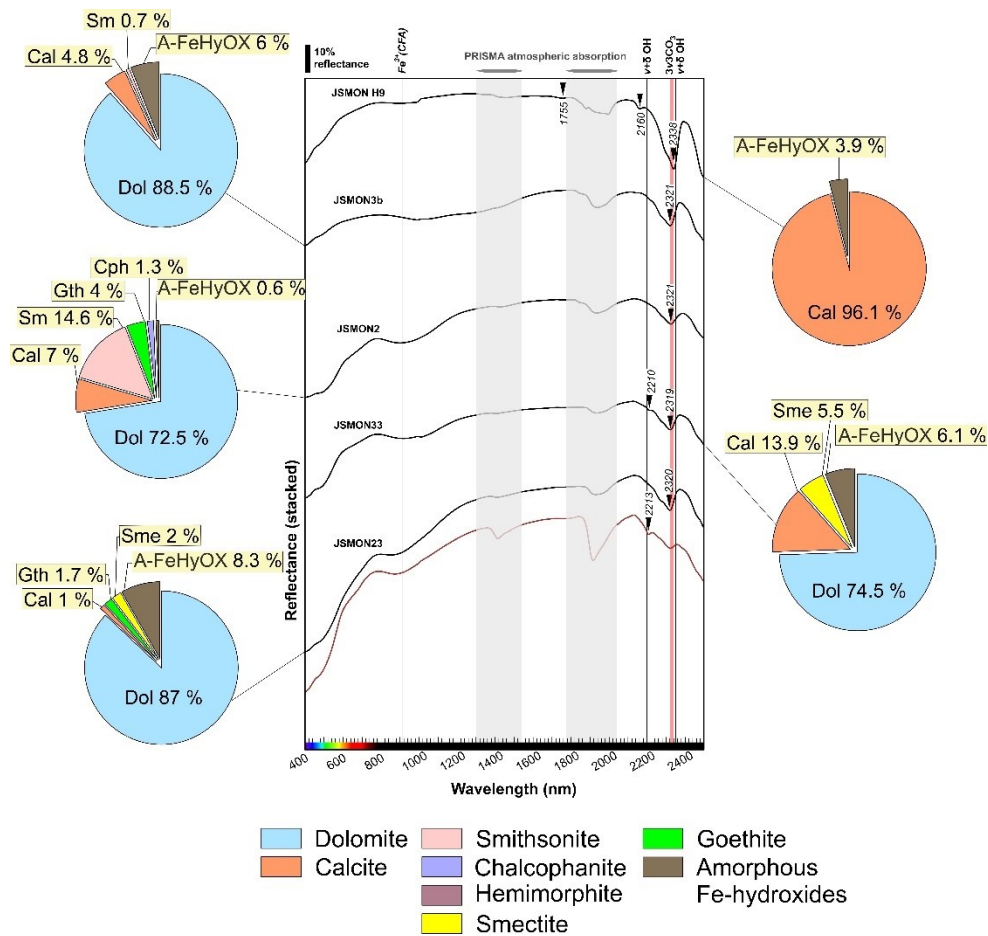 Sm 0.7 %
A-FeHyOX 6 %
Cal 4.8 %
Dol 88.5 %
Cph 1.3 %
Gth 4 %
A-FeHyOX 0.6 %
Sm 14.6 %
Cal 7 %
Dol 72.5 %
Sme 2 %
Gth 1.7 %
A-FeHyOX 8.3 %
Cal 1 %
Dol 87 %
10%
reflectance
Fe³⁺(CFA)
PRISMA atmospheric absorption
ν+δ OH
3ν3CO₃
ν+δ OH
JSMON H9
1755
2160
2338
JSMON3b
2321
JSMON2
2321
2210
JSMON33
2319
2320
2213
JSMON23
Reflectance (stacked)
400
600
800
1000
1200
1400
1600
1800
2000
2200
2400
Wavelength (nm)
A-FeHyOX 3.9 %
Cal 96.1 %
Sme 5.5 %
Cal 13.9 %
A-FeHyOX 6.1 %
Dol 74.5 %
Dolomite
Calcite
Smithsonite
Chalcophanite
Hemimorphite
Smectite
Goethite
Amorphous
Fe-hydroxides